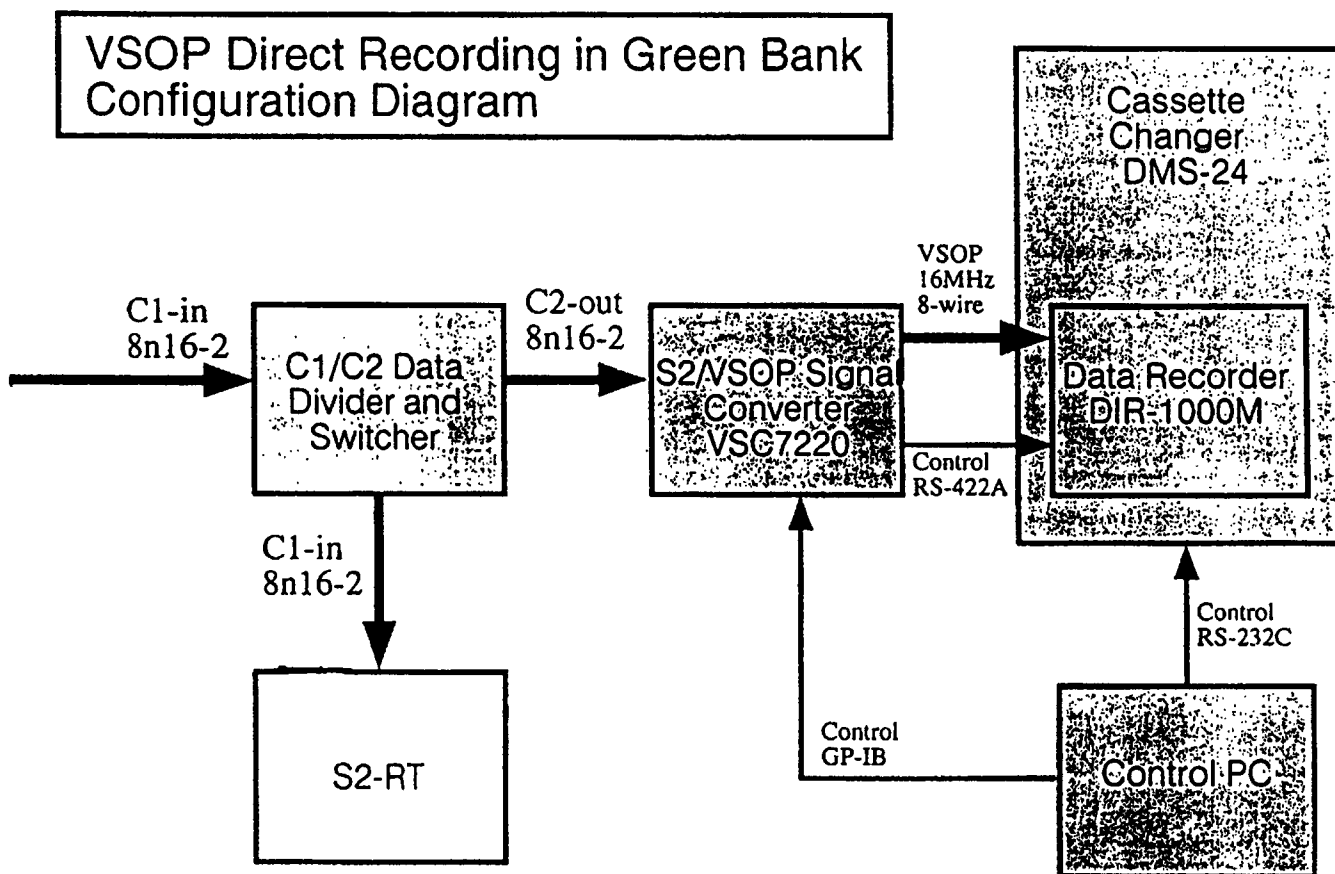 VSOP Direct Recording in Green Bank
Configuration Diagram
Cassette
Changer
DMS-24
VSOP
16MHz
8-wire
C1-in
8n16-2
C2-out
8n16-2
C1/C2 Data
Divider and
Switcher
S2/VSOP Signal
Converter
VSC7220
Data Recorder
DIR-1000M
Control
RS-422A
C1-in
8n16-2
Control
RS-232C
S2-RT
Control
GP-IB
Control PC